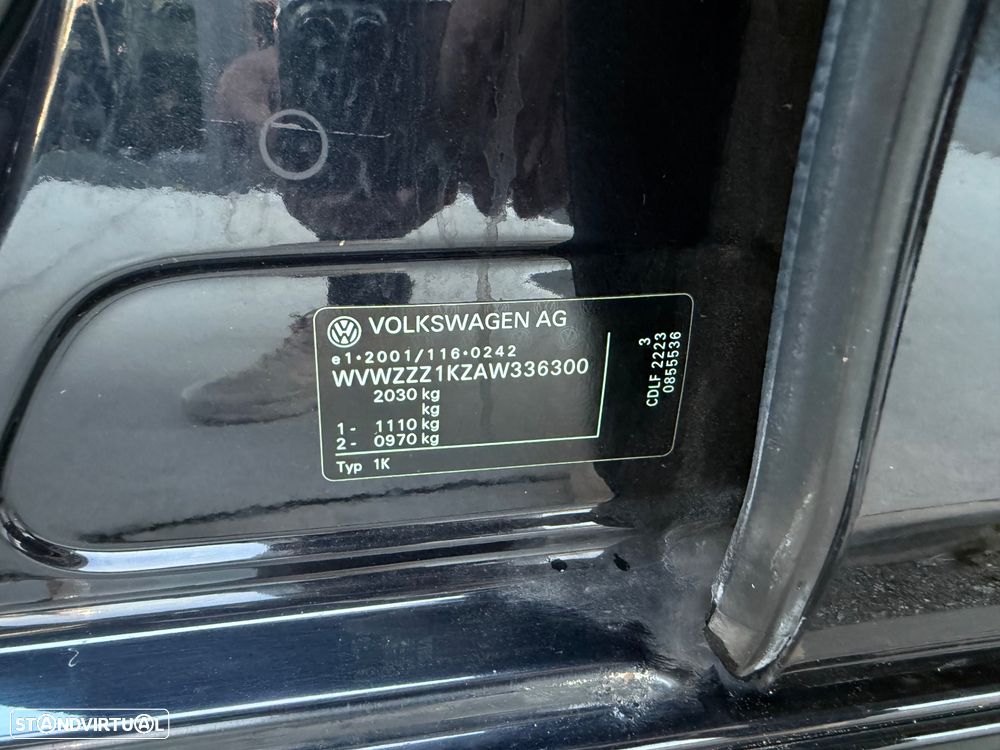 VOLKSWAGEN AG
e1*2001/116*0242
WVWZZZ1KZAW336300
2030 kg
kg
1 - 1110 kg
2 - 0970 kg
Typ 1K
3
CDLF 2223
0855536
STANDVIRTUAL